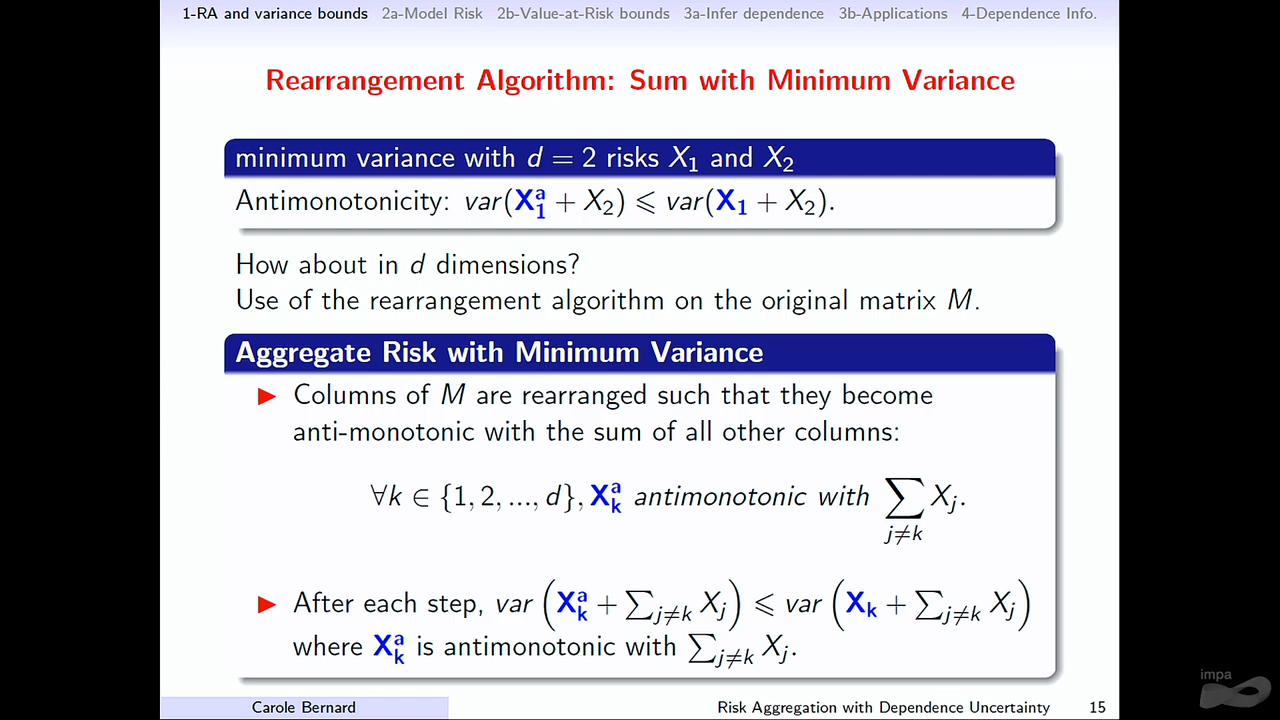 1-RA and variance bounds 2a-Model Risk 2b-Value-at-Risk bounds 3a-Infer dependence 3b-Applications 4-Dependence Info.
Rearrangement Algorithm: Sum with Minimum Variance
minimum variance with d = 2 risks X₁ and X₂
Antimonotonicity: var(X₁ᵃ + X₂) ⩽ var(X₁ + X₂).
How about in d dimensions?
Use of the rearrangement algorithm on the original matrix M.
Aggregate Risk with Minimum Variance
▶ Columns of M are rearranged such that they become
anti-monotonic with the sum of all other columns:
∀k ∈ {1, 2, ..., d}, Xₖᵃ antimonotonic with ∑_{j≠k} Xⱼ.
▶ After each step, var (Xₖᵃ + ∑_{j≠k} Xⱼ) ⩽ var (Xₖ + ∑_{j≠k} Xⱼ)
where Xₖᵃ is antimonotonic with ∑_{j≠k} Xⱼ.
impa
Carole Bernard Risk Aggregation with Dependence Uncertainty 15